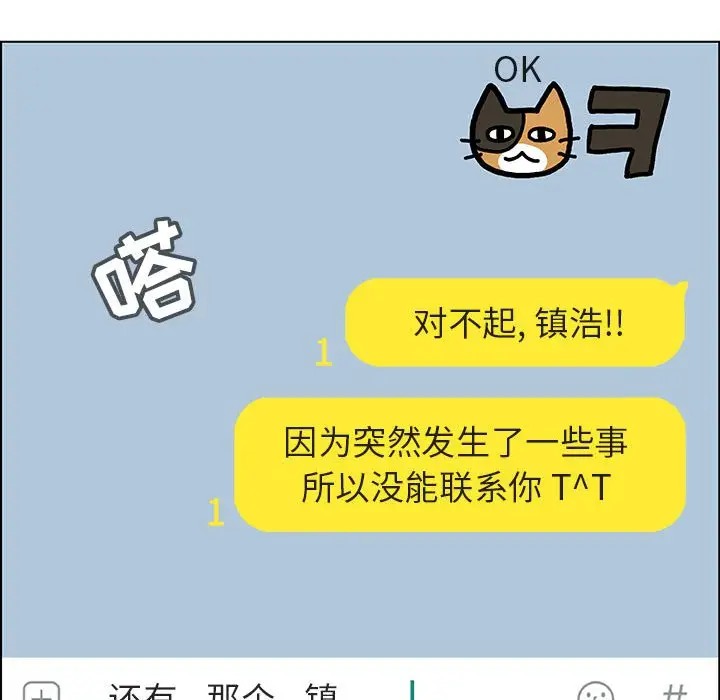 OK
ㅋ
嗒
对不起, 镇浩!!
1
因为突然发生了一些事
所以没能联系你 T^T
1
还有 那个 镇
#